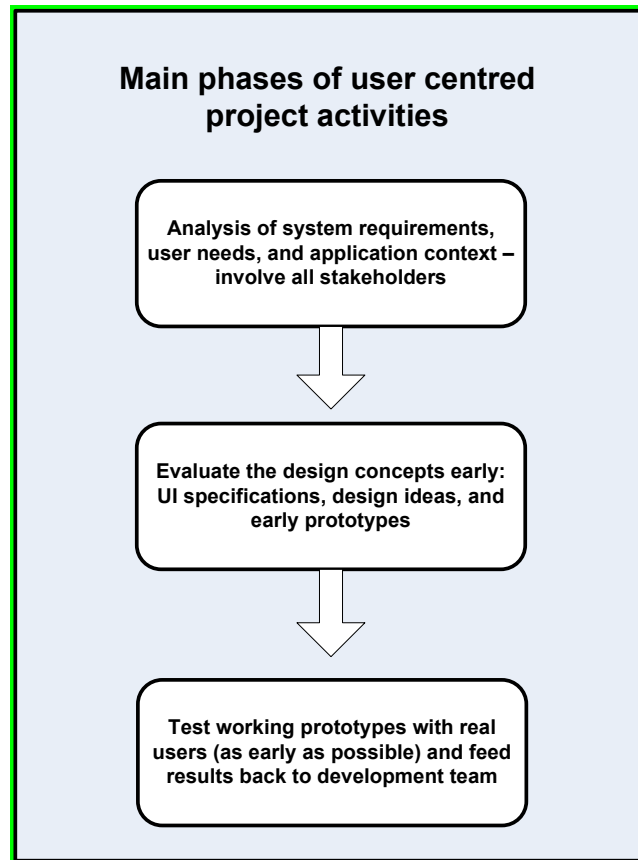 Main phases of user centred
project activities
Analysis of system requirements,
user needs, and application context –
involve all stakeholders
Evaluate the design concepts early:
UI specifications, design ideas, and
early prototypes
Test working prototypes with real
users (as early as possible) and feed
results back to development team